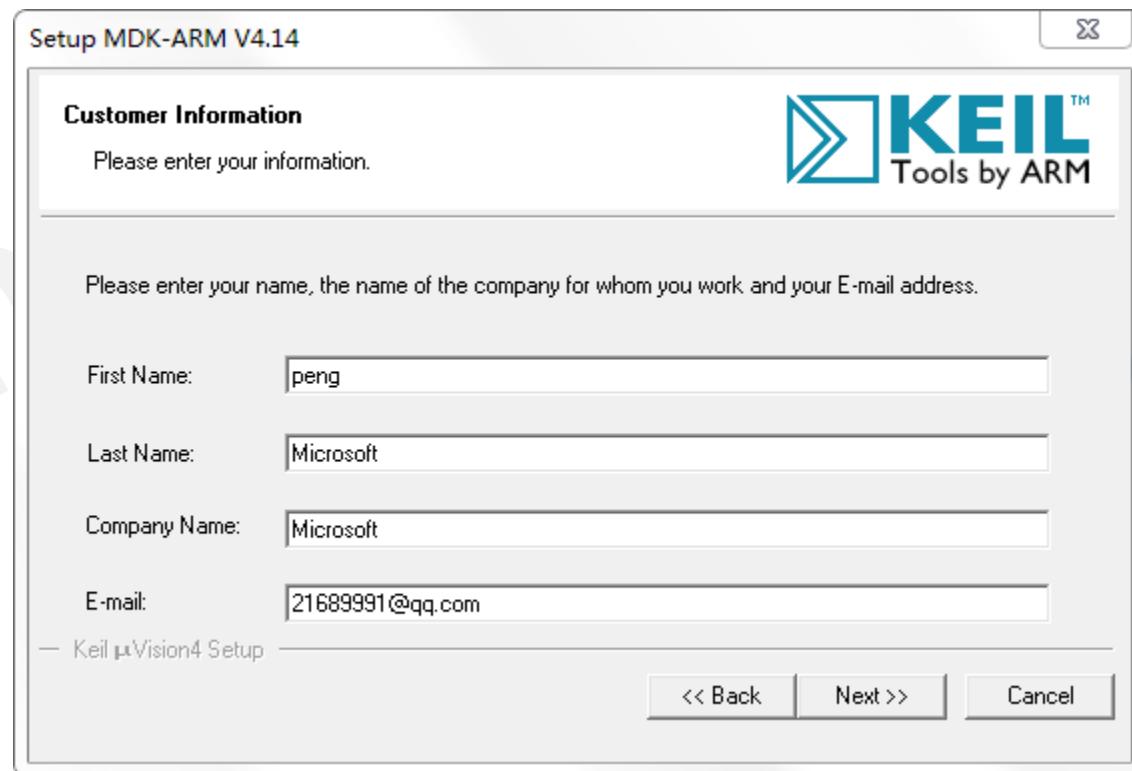 Setup MDK-ARM V4.14
Customer Information
Please enter your information.
KEIL™
Tools by ARM
Please enter your name, the name of the company for whom you work and your E-mail address.
First Name: peng
Last Name: Microsoft
Company Name: Microsoft
E-mail: 21689991@qq.com
Keil µVision4 Setup
<< Back Next >> Cancel